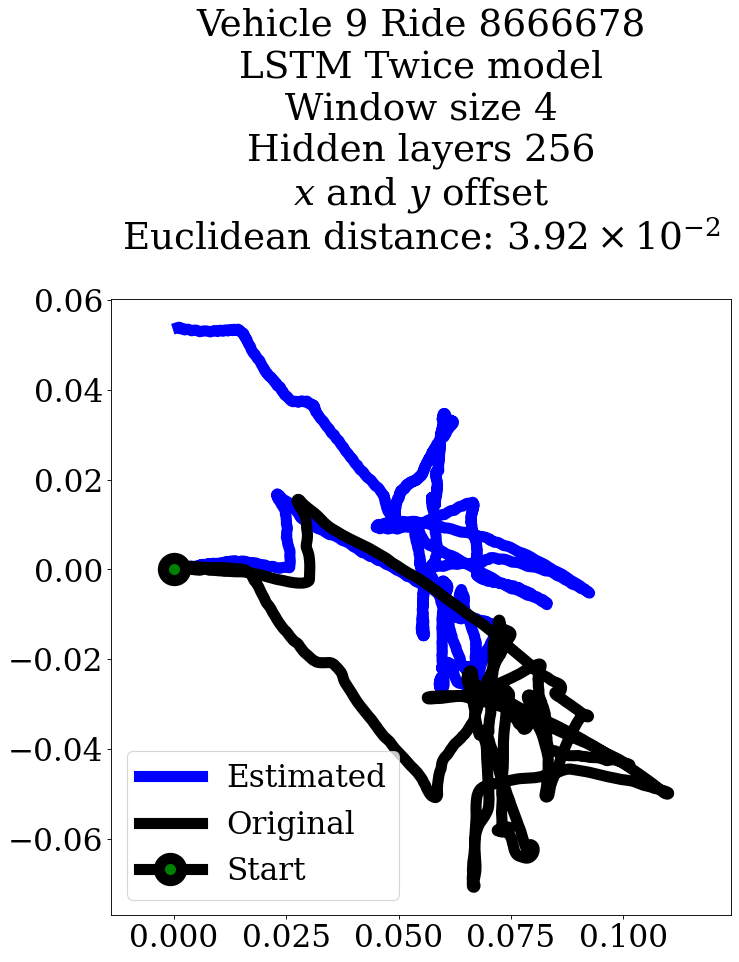 Vehicle 9 Ride 8666678
LSTM Twice model
Window size 4
Hidden layers 256
x and y offset
Euclidean distance: 3.92 × 10⁻²
0.06
0.04
0.02
0.00
−0.02
−0.04
−0.06
Estimated
Original
Start
0.000 0.025 0.050 0.075 0.100